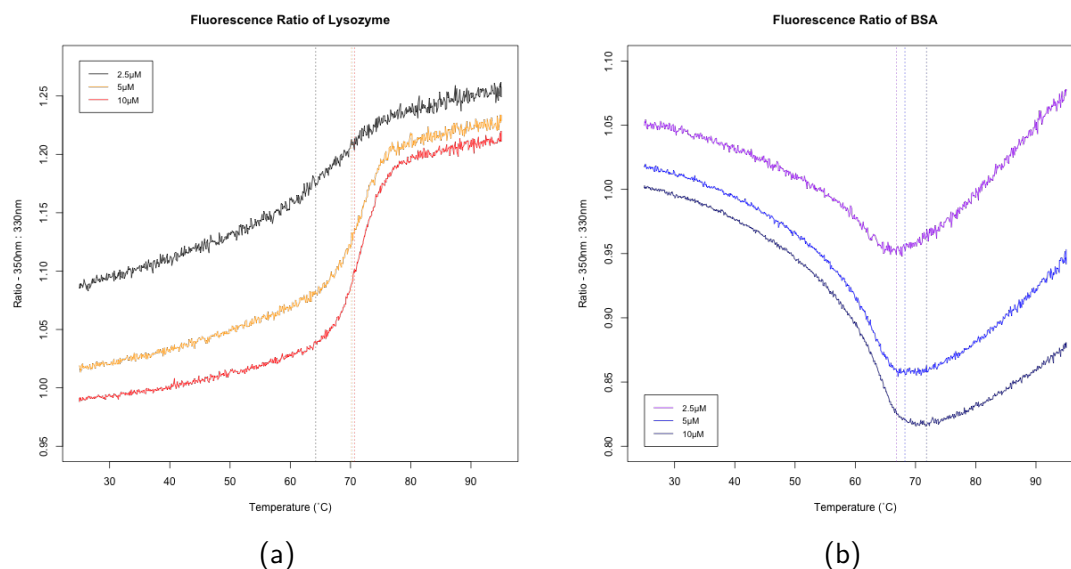 Fluorescence Ratio of Lysozyme
Ratio - 350nm : 330nm
1.25
1.20
1.15
1.10
1.05
1.00
0.95
2.5µM
5µM
10µM
30 40 50 60 70 80 90
Temperature (˚C)
(a)
Fluorescence Ratio of BSA
Ratio - 350nm : 330nm
1.10
1.05
1.00
0.95
0.90
0.85
0.80
2.5µM
5µM
10µM
30 40 50 60 70 80 90
Temperature (˚C)
(b)